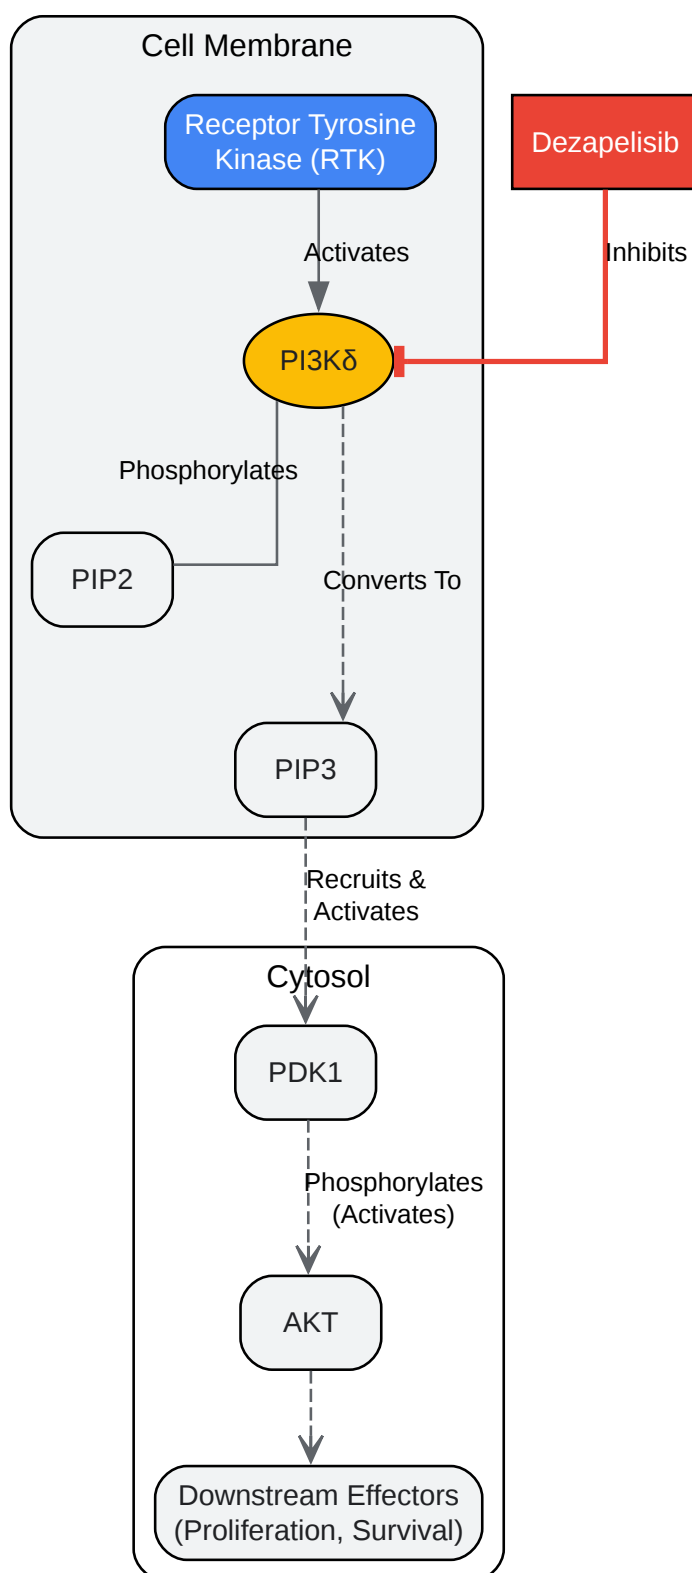 Cell Membrane
Receptor Tyrosine
Kinase (RTK)
Dezapelisib
Activates
Inhibits
PI3Kδ
Phosphorylates
PIP2
Converts To
PIP3
Recruits &
Activates
Cytosol
PDK1
Phosphorylates
(Activates)
AKT
Downstream Effectors
(Proliferation, Survival)